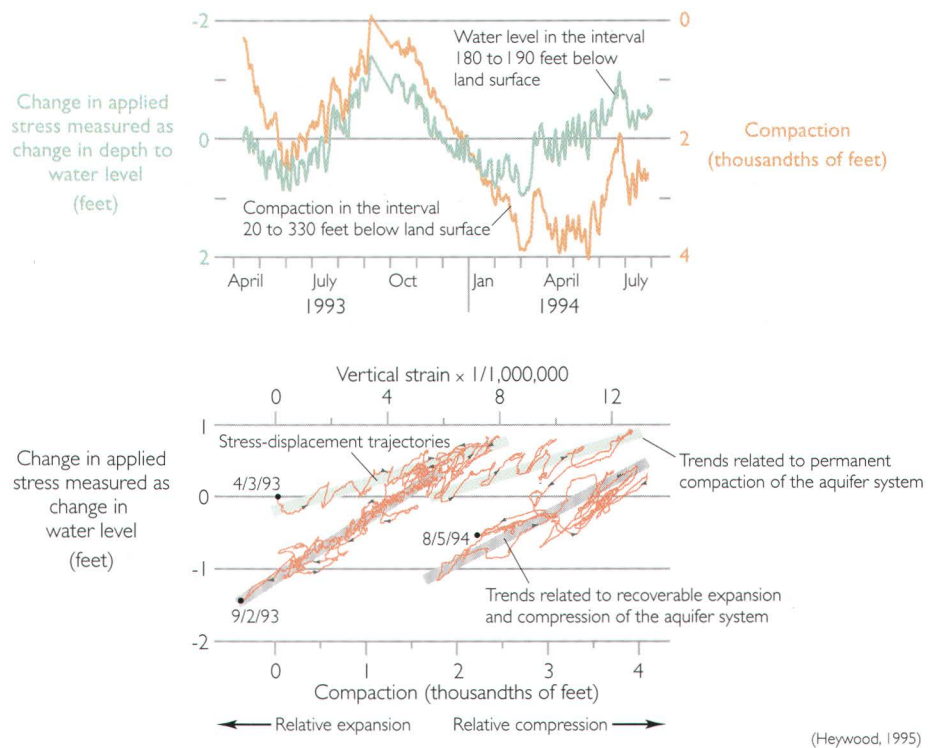 -2
0
2
Change in applied
stress measured as
change in depth to
water level
(feet)
Water level in the interval
180 to 190 feet below
land surface
Compaction in the interval
20 to 330 feet below land surface
0
2
4
Compaction
(thousandths of feet)
April July Oct Jan April July
1993 1994
Vertical strain × 1/1,000,000
0 4 8 12
1
0
-1
-2
Change in applied
stress measured as
change in
water level
(feet)
Stress-displacement trajectories
4/3/93
9/2/93
8/5/94
Trends related to permanent
compaction of the aquifer system
Trends related to recoverable expansion
and compression of the aquifer system
0 1 2 3 4
Compaction (thousandths of feet)
Relative expansion Relative compression
(Heywood, 1995)